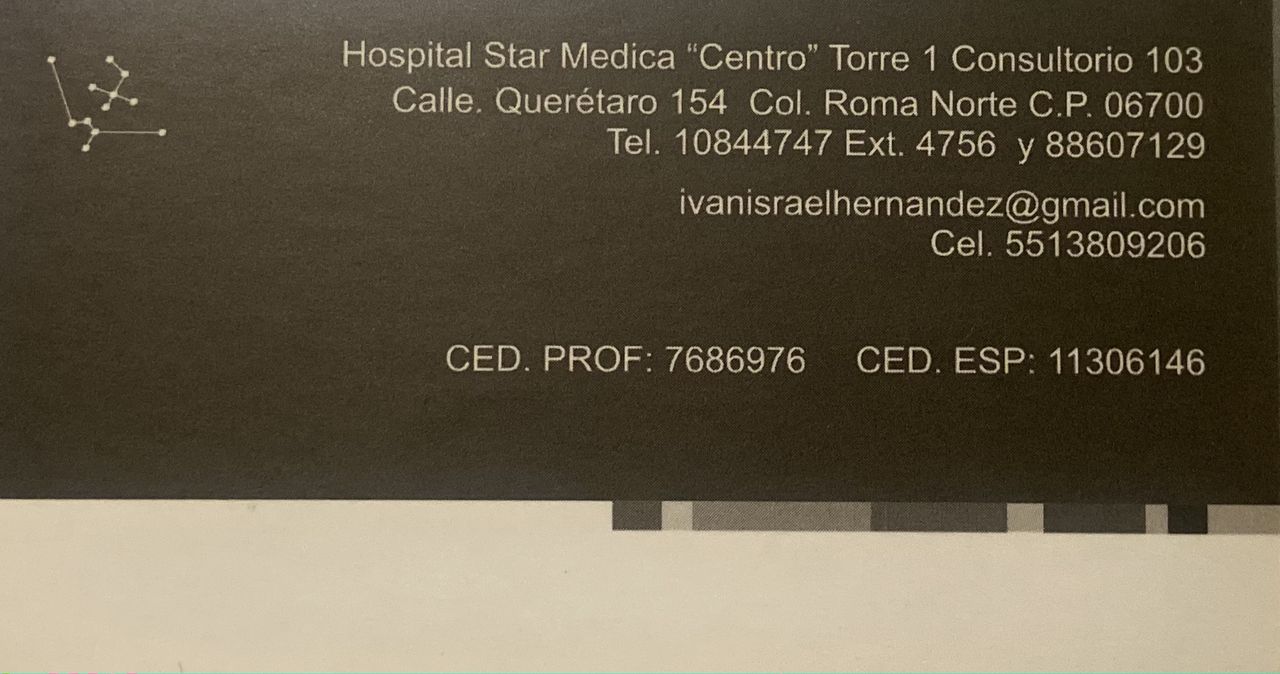 Hospital Star Medica “Centro” Torre 1 Consultorio 103
Calle. Querétaro 154 Col. Roma Norte C.P. 06700
Tel. 10844747 Ext. 4756 y 88607129
ivanisraelhernandez@gmail.com
Cel. 5513809206
CED. PROF: 7686976 CED. ESP: 11306146